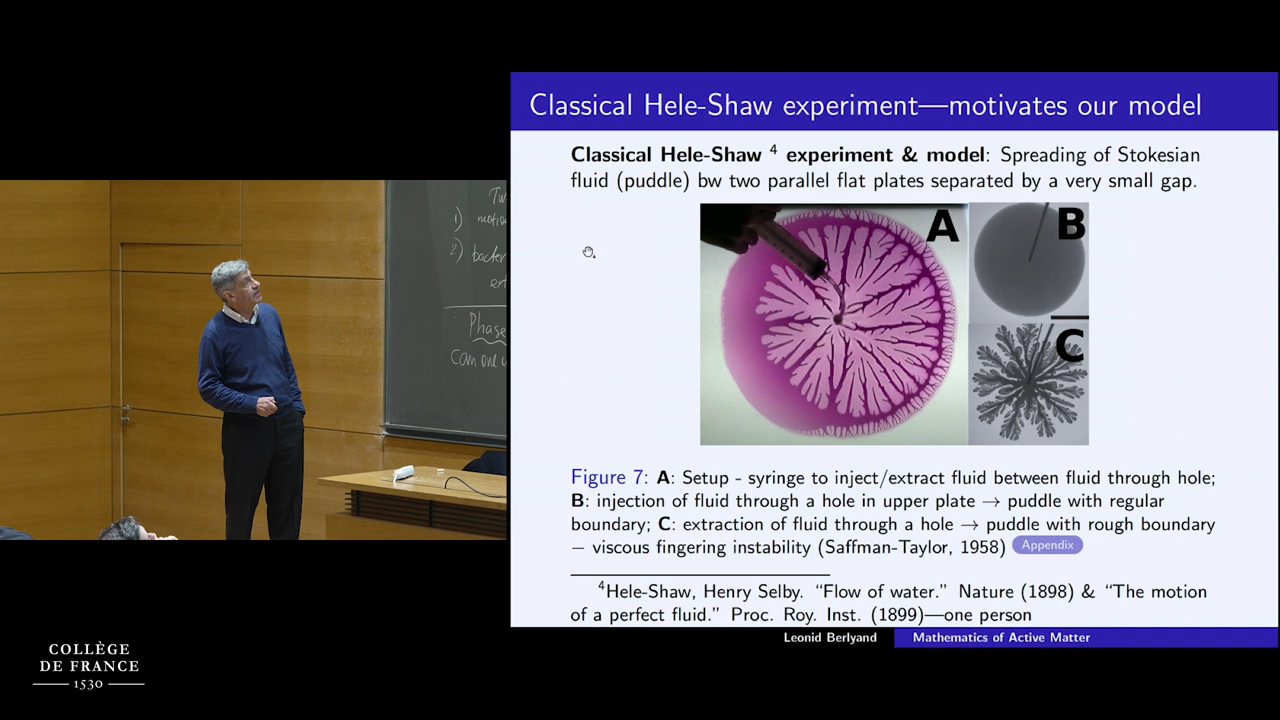 Classical Hele-Shaw experiment—motivates our model
Classical Hele-Shaw ⁴ experiment & model: Spreading of Stokesian
fluid (puddle) bw two parallel flat plates separated by a very small gap.
A
B
C
Figure 7: A: Setup - syringe to inject/extract fluid between fluid through hole;
B: injection of fluid through a hole in upper plate → puddle with regular
boundary; C: extraction of fluid through a hole → puddle with rough boundary
− viscous fingering instability (Saffman-Taylor, 1958) Appendix
⁴Hele-Shaw, Henry Selby. “Flow of water.” Nature (1898) & “The motion
of a perfect fluid.” Proc. Roy. Inst. (1899)—one person
Leonid Berlyand Mathematics of Active Matter
1)
2) bacter
Phase
can one
COLLÈGE
DE FRANCE
1530